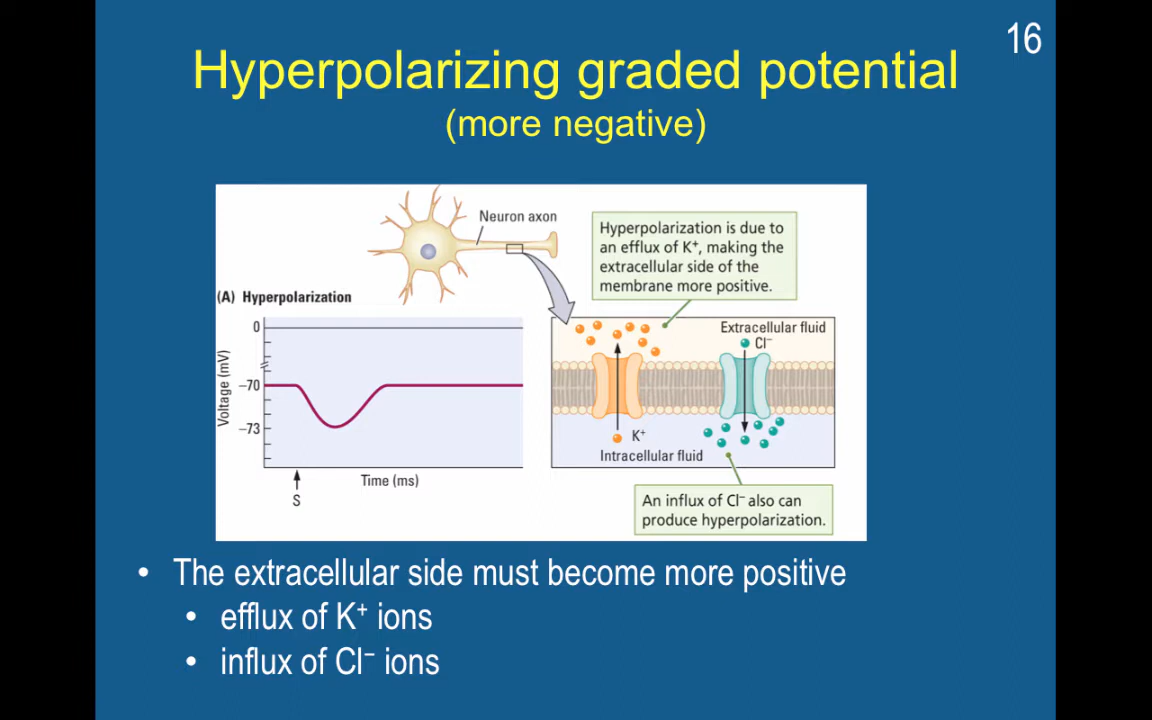 16
Hyperpolarizing graded potential
(more negative)
Neuron axon
Hyperpolarization is due to
an efflux of K⁺, making the
extracellular side of the
membrane more positive.
(A) Hyperpolarization
0
−70
−73
Voltage (mV)
Time (ms)
S
Extracellular fluid
Cl⁻
K⁺
Intracellular fluid
An influx of Cl⁻ also can
produce hyperpolarization.
• The extracellular side must become more positive
• efflux of K⁺ ions
• influx of Cl⁻ ions